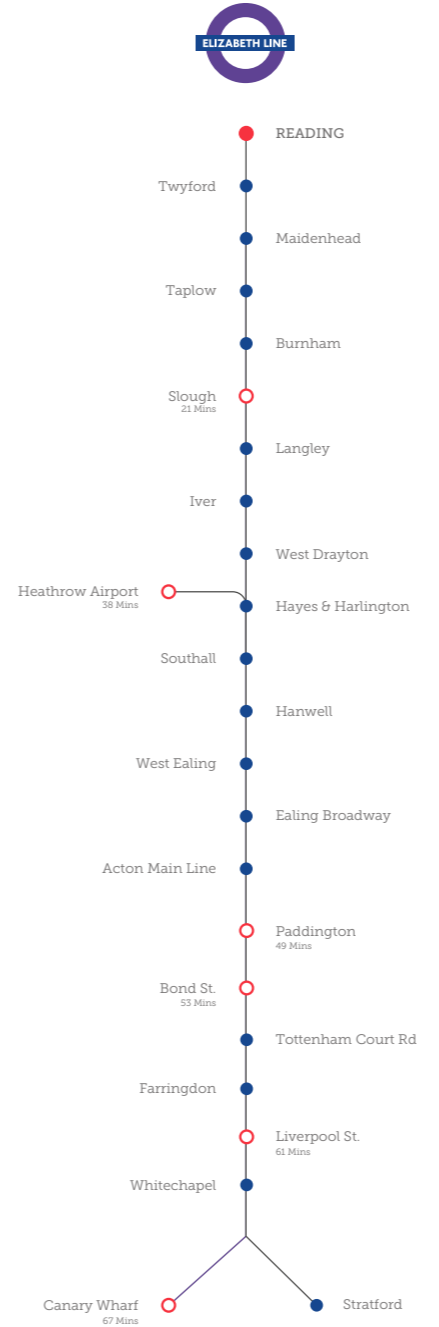 ELIZABETH LINE
READING
Twyford
Maidenhead
Taplow
Burnham
Slough
21 Mins
Langley
Iver
West Drayton
Heathrow Airport
38 Mins
Hayes & Harlington
Southall
Hanwell
West Ealing
Ealing Broadway
Acton Main Line
Paddington
49 Mins
Bond St.
53 Mins
Tottenham Court Rd
Farringdon
Liverpool St.
61 Mins
Whitechapel
Canary Wharf
67 Mins
Stratford